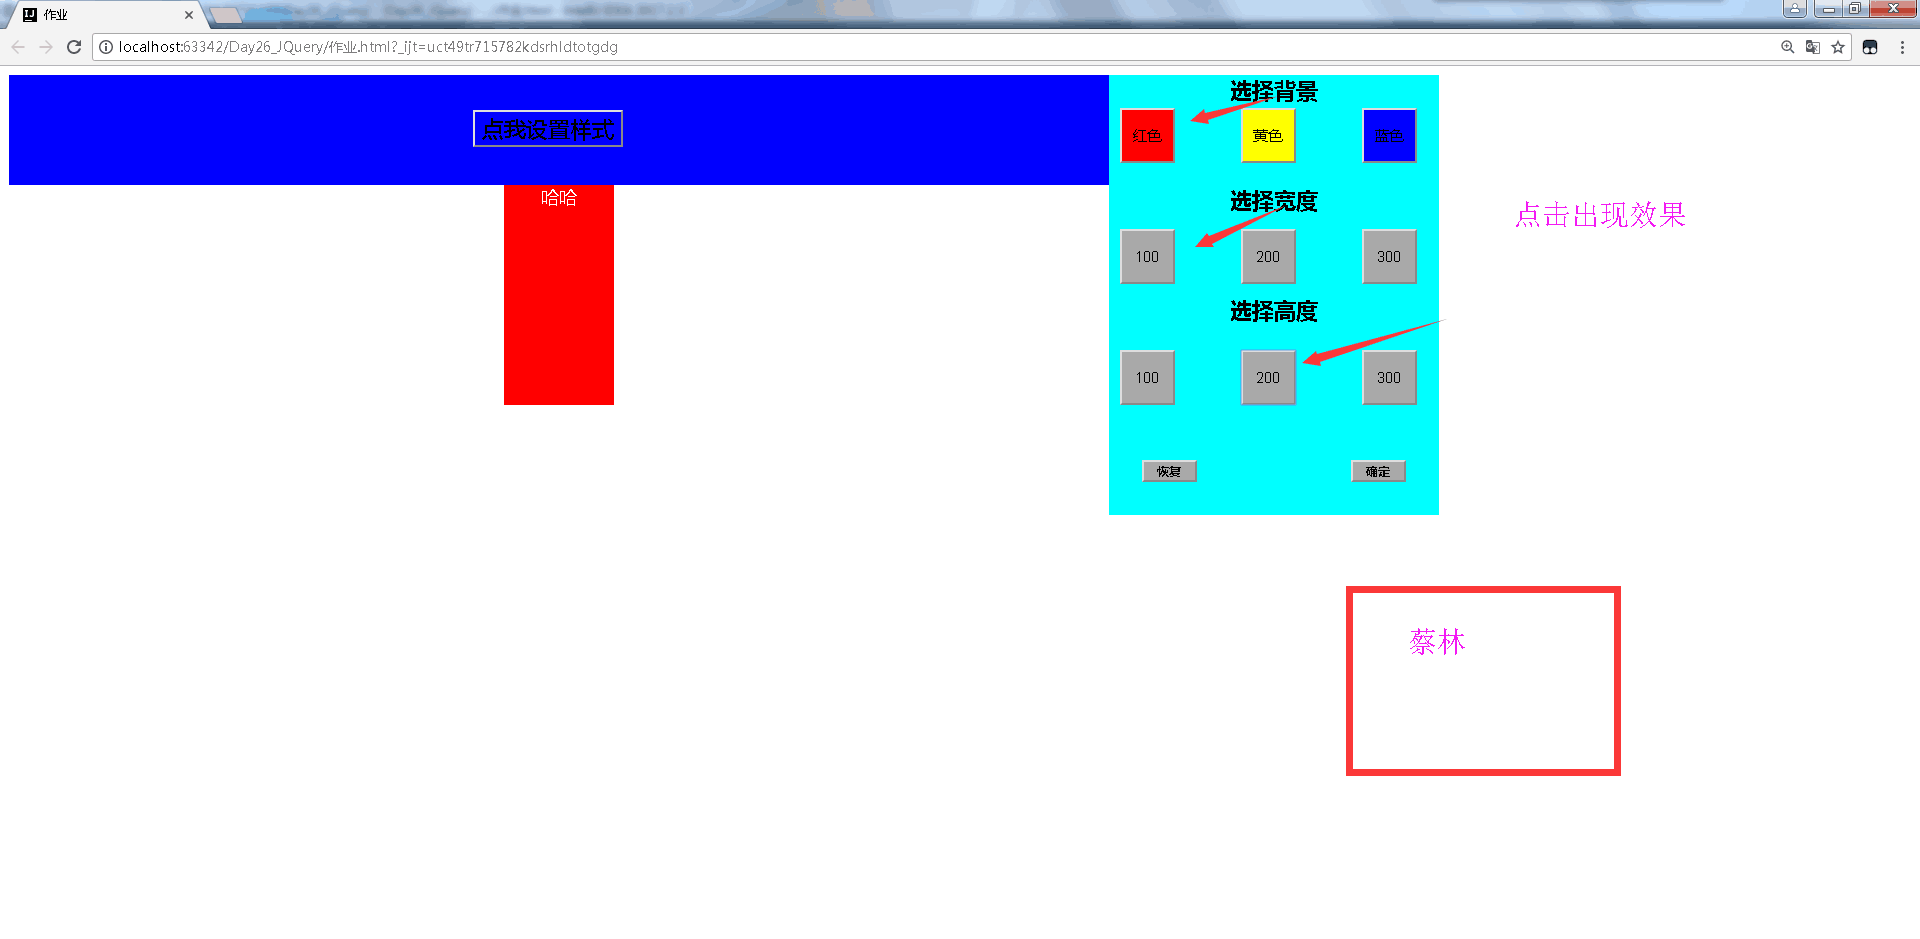 作业
localhost:63342/Day26_JQuery/作业.html?_ijt=uct49tr715782kdsrhldtotgdg
点我设置样式
哈哈
选择背景
红色 黄色 蓝色
选择宽度
100 200 300
选择高度
100 200 300
恢复 确定
点击出现效果
蔡林